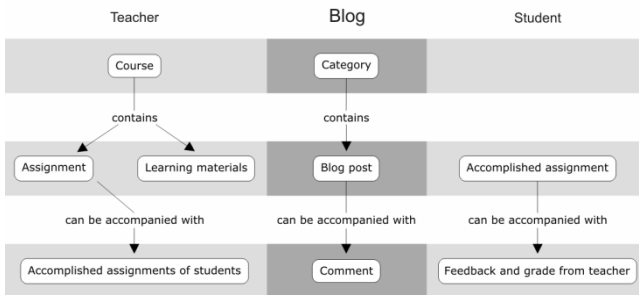 Teacher Blog Student
Course Category
contains contains
Assignment Learning materials Blog post Accomplished assignment
can be accompanied with can be accompanied with can be accompanied with
Accomplished assignments of students Comment Feedback and grade from teacher